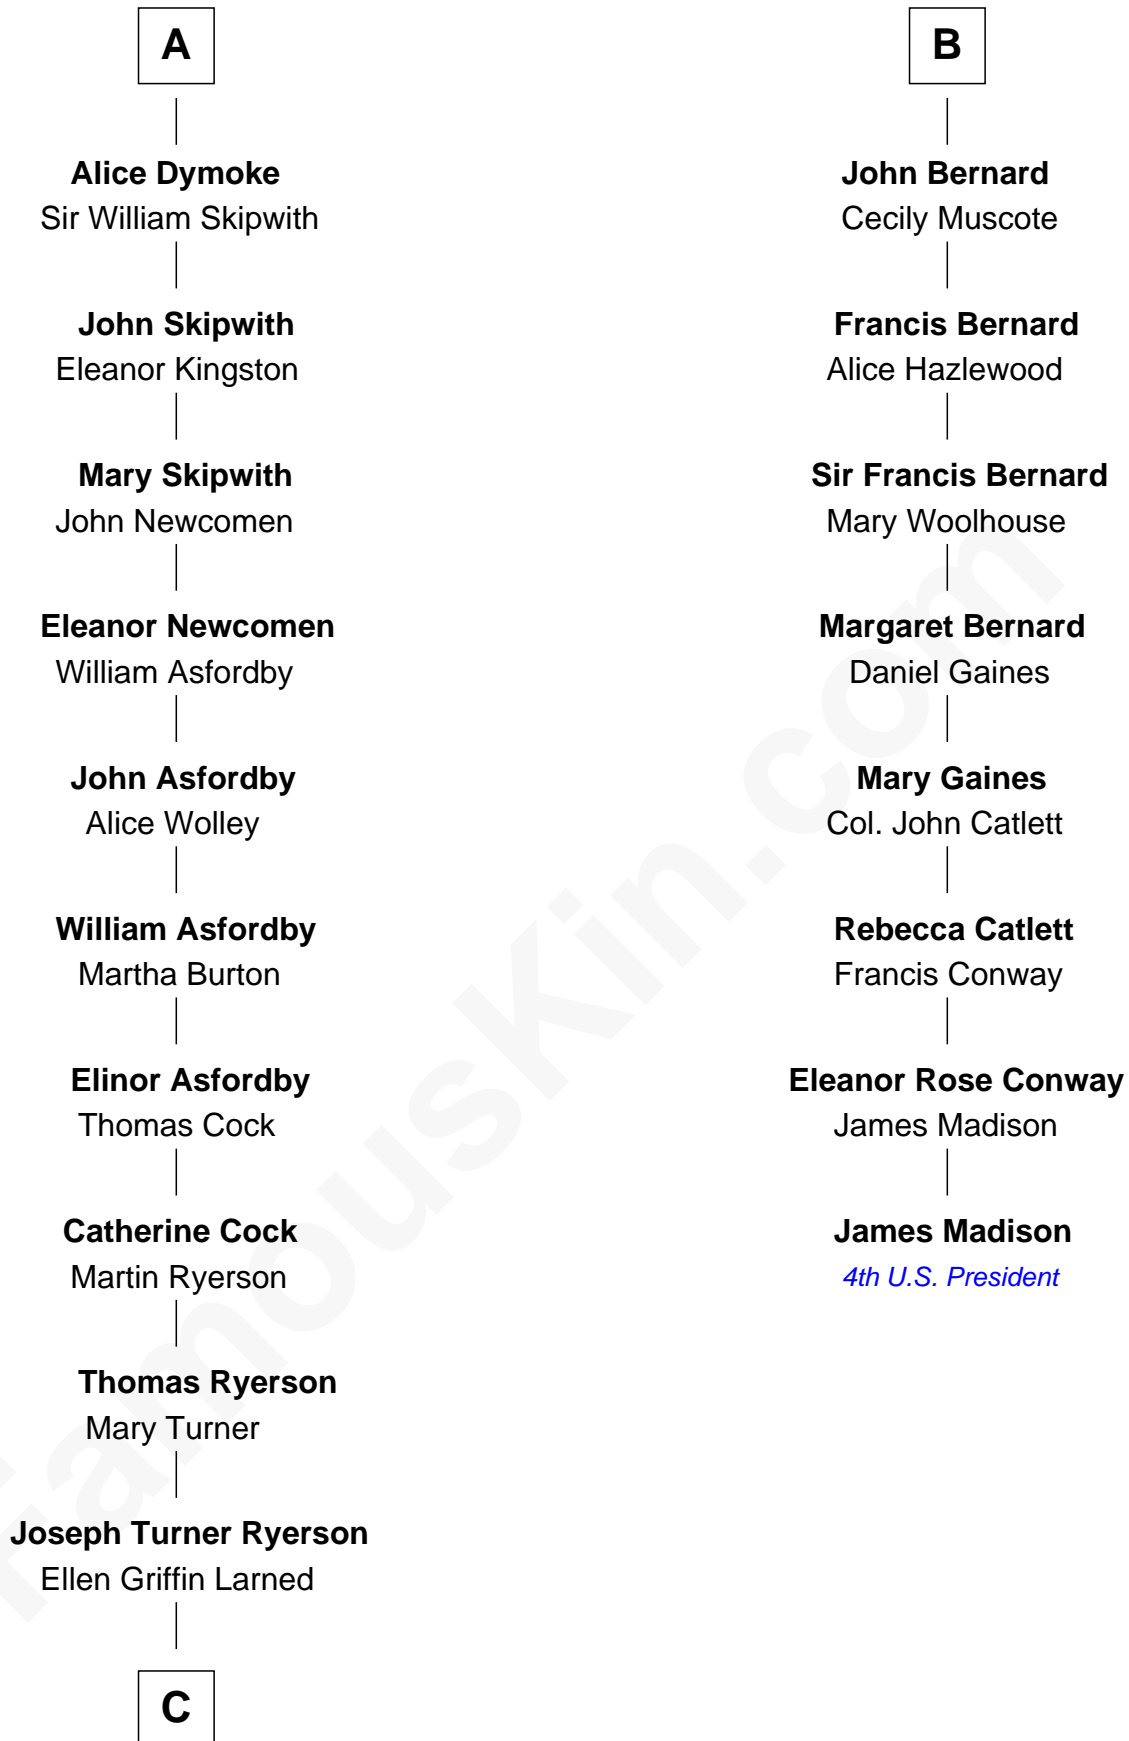 A
Alice Dymoke
Sir William Skipwith
John Skipwith
Eleanor Kingston
Mary Skipwith
John Newcomen
Eleanor Newcomen
William Asfordby
John Asfordby
Alice Wolley
William Asfordby
Martha Burton
Elinor Asfordby
Thomas Cock
Catherine Cock
Martin Ryerson
Thomas Ryerson
Mary Turner
Joseph Turner Ryerson
Ellen Griffin Larned
C
B
John Bernard
Cecily Muscote
Francis Bernard
Alice Hazlewood
Sir Francis Bernard
Mary Woolhouse
Margaret Bernard
Daniel Gaines
Mary Gaines
Col. John Catlett
Rebecca Catlett
Francis Conway
Eleanor Rose Conway
James Madison
James Madison
4th U.S. President
FamousKin.com